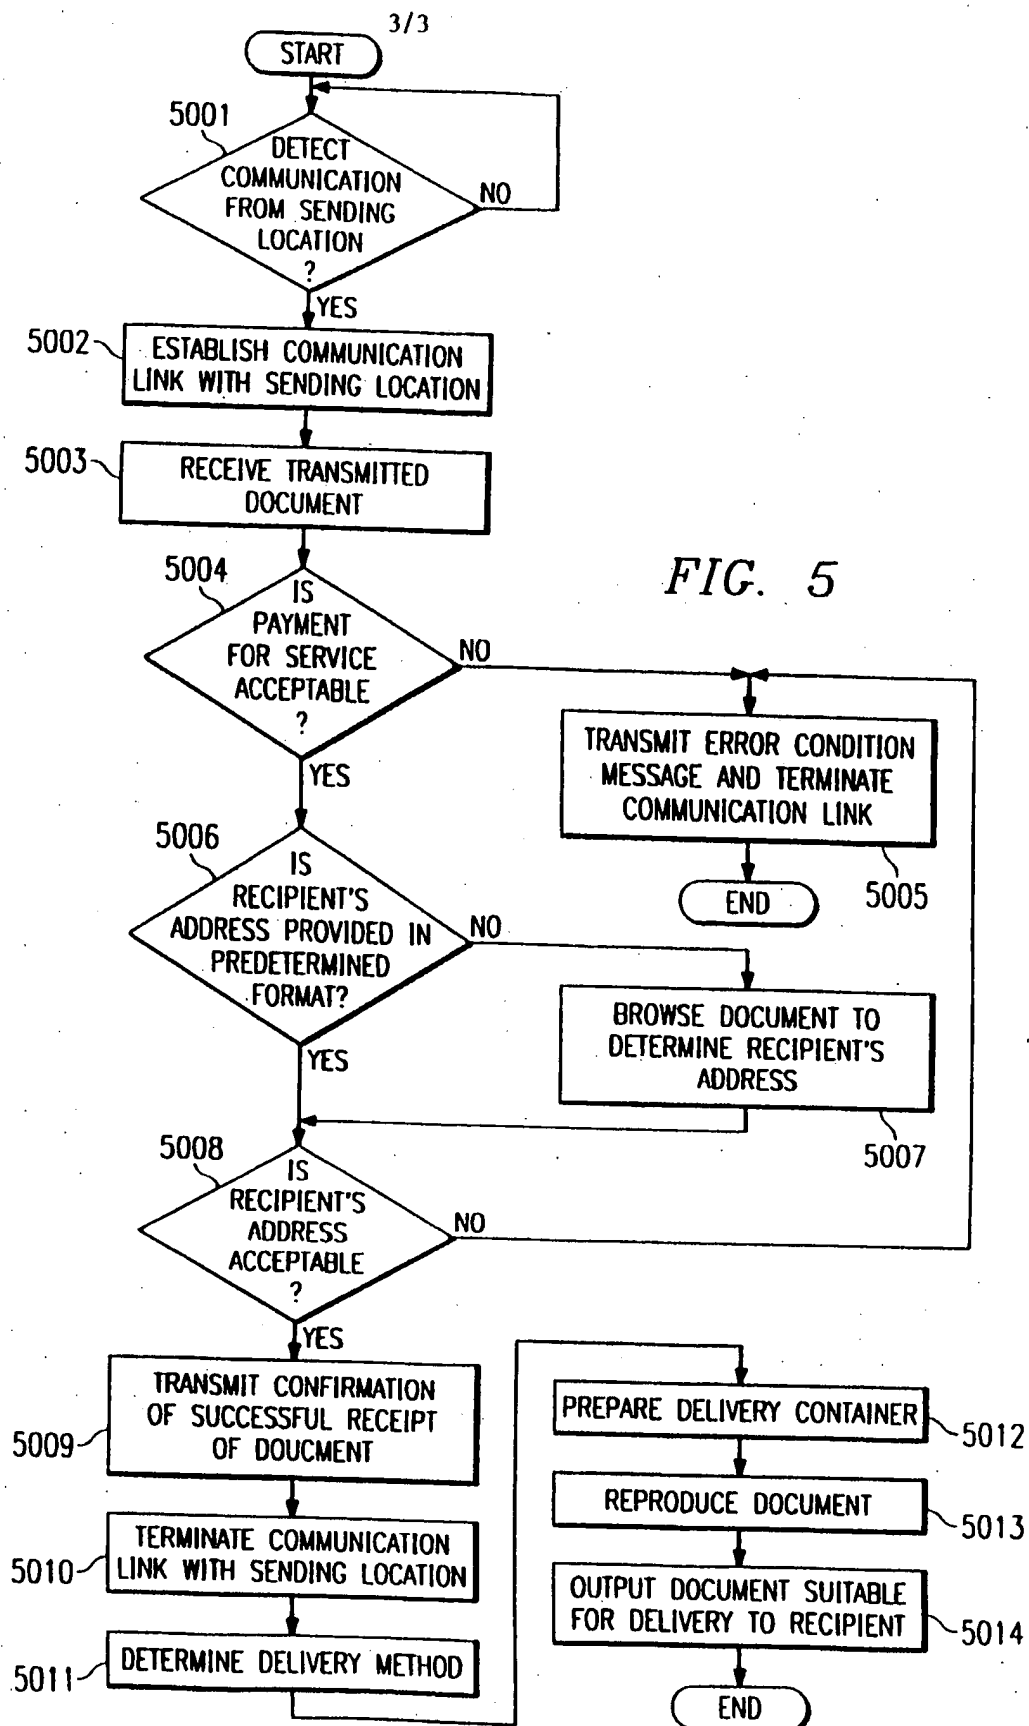 3/3
START
5001
DETECT
COMMUNICATION
FROM SENDING
LOCATION
?
NO
YES
5002
ESTABLISH COMMUNICATION
LINK WITH SENDING LOCATION
5003
RECEIVE TRANSMITTED
DOCUMENT
FIG. 5
5004
IS
PAYMENT
FOR SERVICE
ACCEPTABLE
?
NO
YES
TRANSMIT ERROR CONDITION
MESSAGE AND TERMINATE
COMMUNICATION LINK
5005
END
5006
IS
RECIPIENT'S
ADDRESS PROVIDED IN
PREDETERMINED
FORMAT?
NO
YES
BROWSE DOCUMENT TO
DETERMINE RECIPIENT'S
ADDRESS
5007
5008
IS
RECIPIENT'S
ADDRESS
ACCEPTABLE
?
NO
YES
5009
TRANSMIT CONFIRMATION
OF SUCCESSFUL RECEIPT
OF DOUCMENT
5010
TERMINATE COMMUNICATION
LINK WITH SENDING LOCATION
5011
DETERMINE DELIVERY METHOD
PREPARE DELIVERY CONTAINER
5012
REPRODUCE DOCUMENT
5013
OUTPUT DOCUMENT SUITABLE
FOR DELIVERY TO RECIPIENT
5014
END